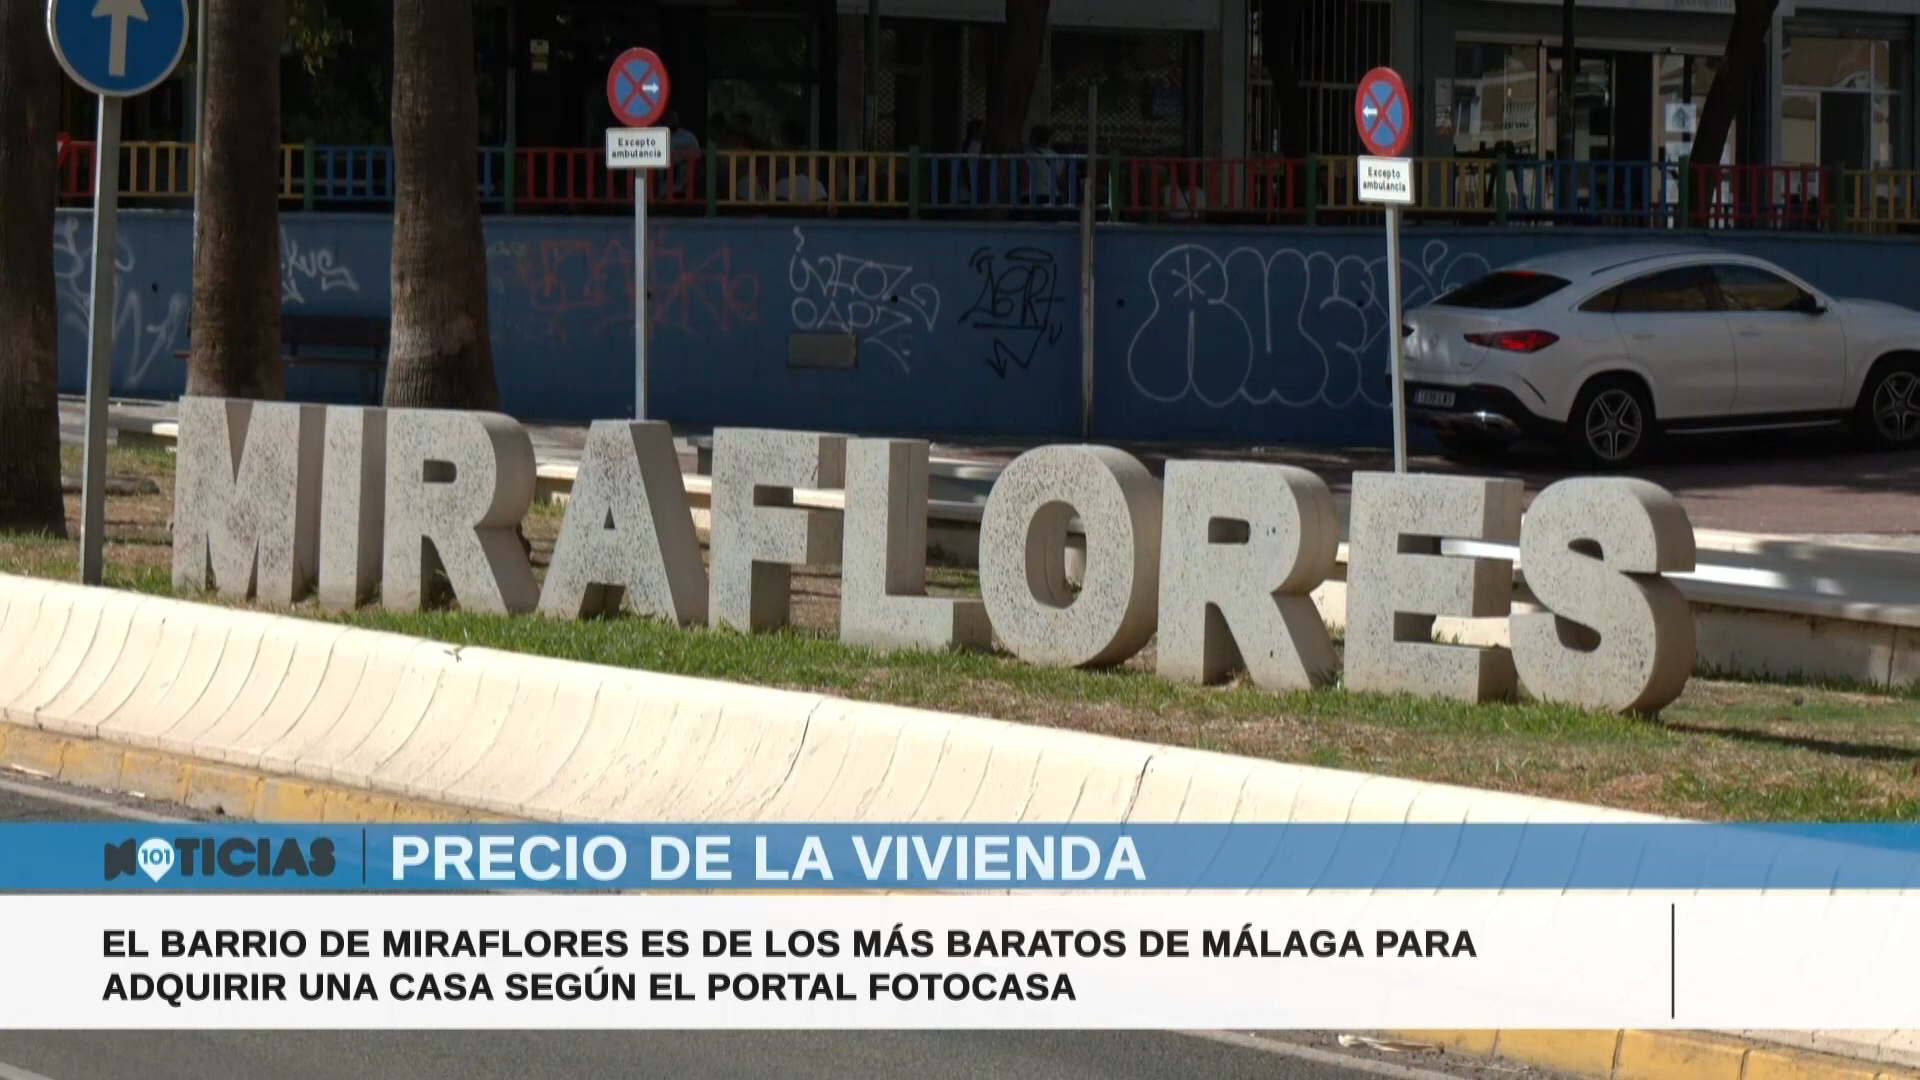 Excepto
ambulancia
Excepto
ambulancia
MIRAFLORES
NOTICIAS
101
PRECIO DE LA VIVIENDA
EL BARRIO DE MIRAFLORES ES DE LOS MÁS BARATOS DE MÁLAGA PARA
ADQUIRIR UNA CASA SEGÚN EL PORTAL FOTOCASA